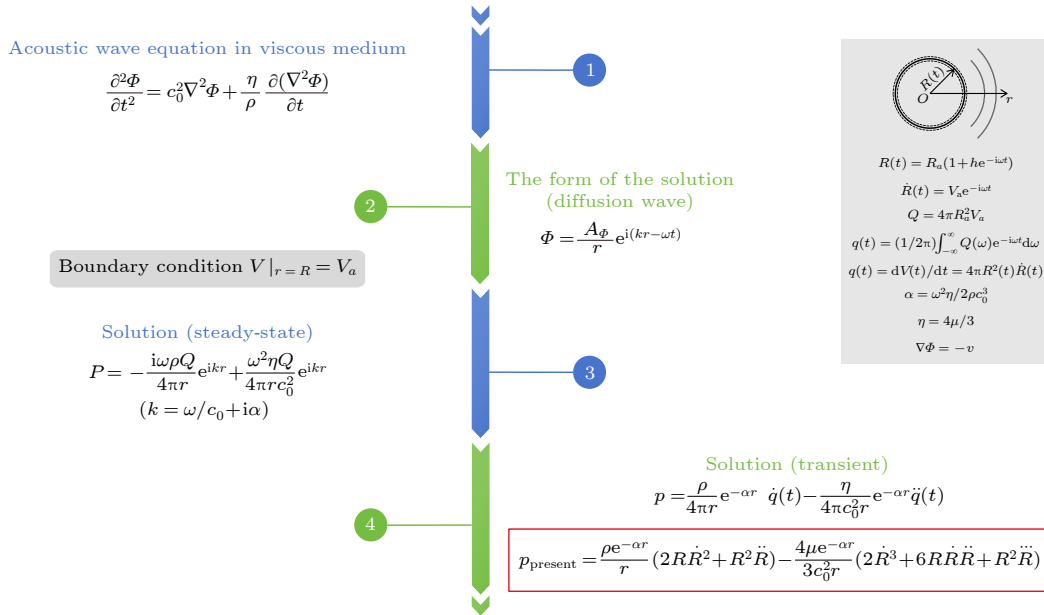 Acoustic wave equation in viscous medium
∂²Φ/∂t² = c₀²∇²Φ + (η/ρ) ∂(∇²Φ)/∂t
1
The form of the solution
(diffusion wave)
Φ = (A_Φ/r) e^{i(kr−ωt)}
2
Boundary condition V|_{r=R} = V_a
Solution (steady-state)
P = −(iωρQ/4πr) e^{ikr} + (ω²ηQ/4πrc₀²) e^{ikr}
(k = ω/c₀+iα)
3
Solution (transient)
p = (ρ/4πr) e^{−αr} q̇(t) − (η/4πc₀²r) e^{−αr} q̈(t)
4
p_present = (ρe^{−αr}/r)(2RṘ²+R²R̈) − (4μe^{−αr}/3c₀²r)(2Ṙ³+6RṘR̈+R²R⃛)
R(t)
O
r
R(t) = R_a(1+he^{−iωt})
Ṙ(t) = V_a e^{−iωt}
Q = 4πR_a²V_a
q(t) = (1/2π)∫_{−∞}^{∞} Q(ω)e^{−iωt}dω
q(t) = dV(t)/dt = 4πR²(t)Ṙ(t)
α = ω²η/2ρc₀³
η = 4μ/3
∇Φ = −v